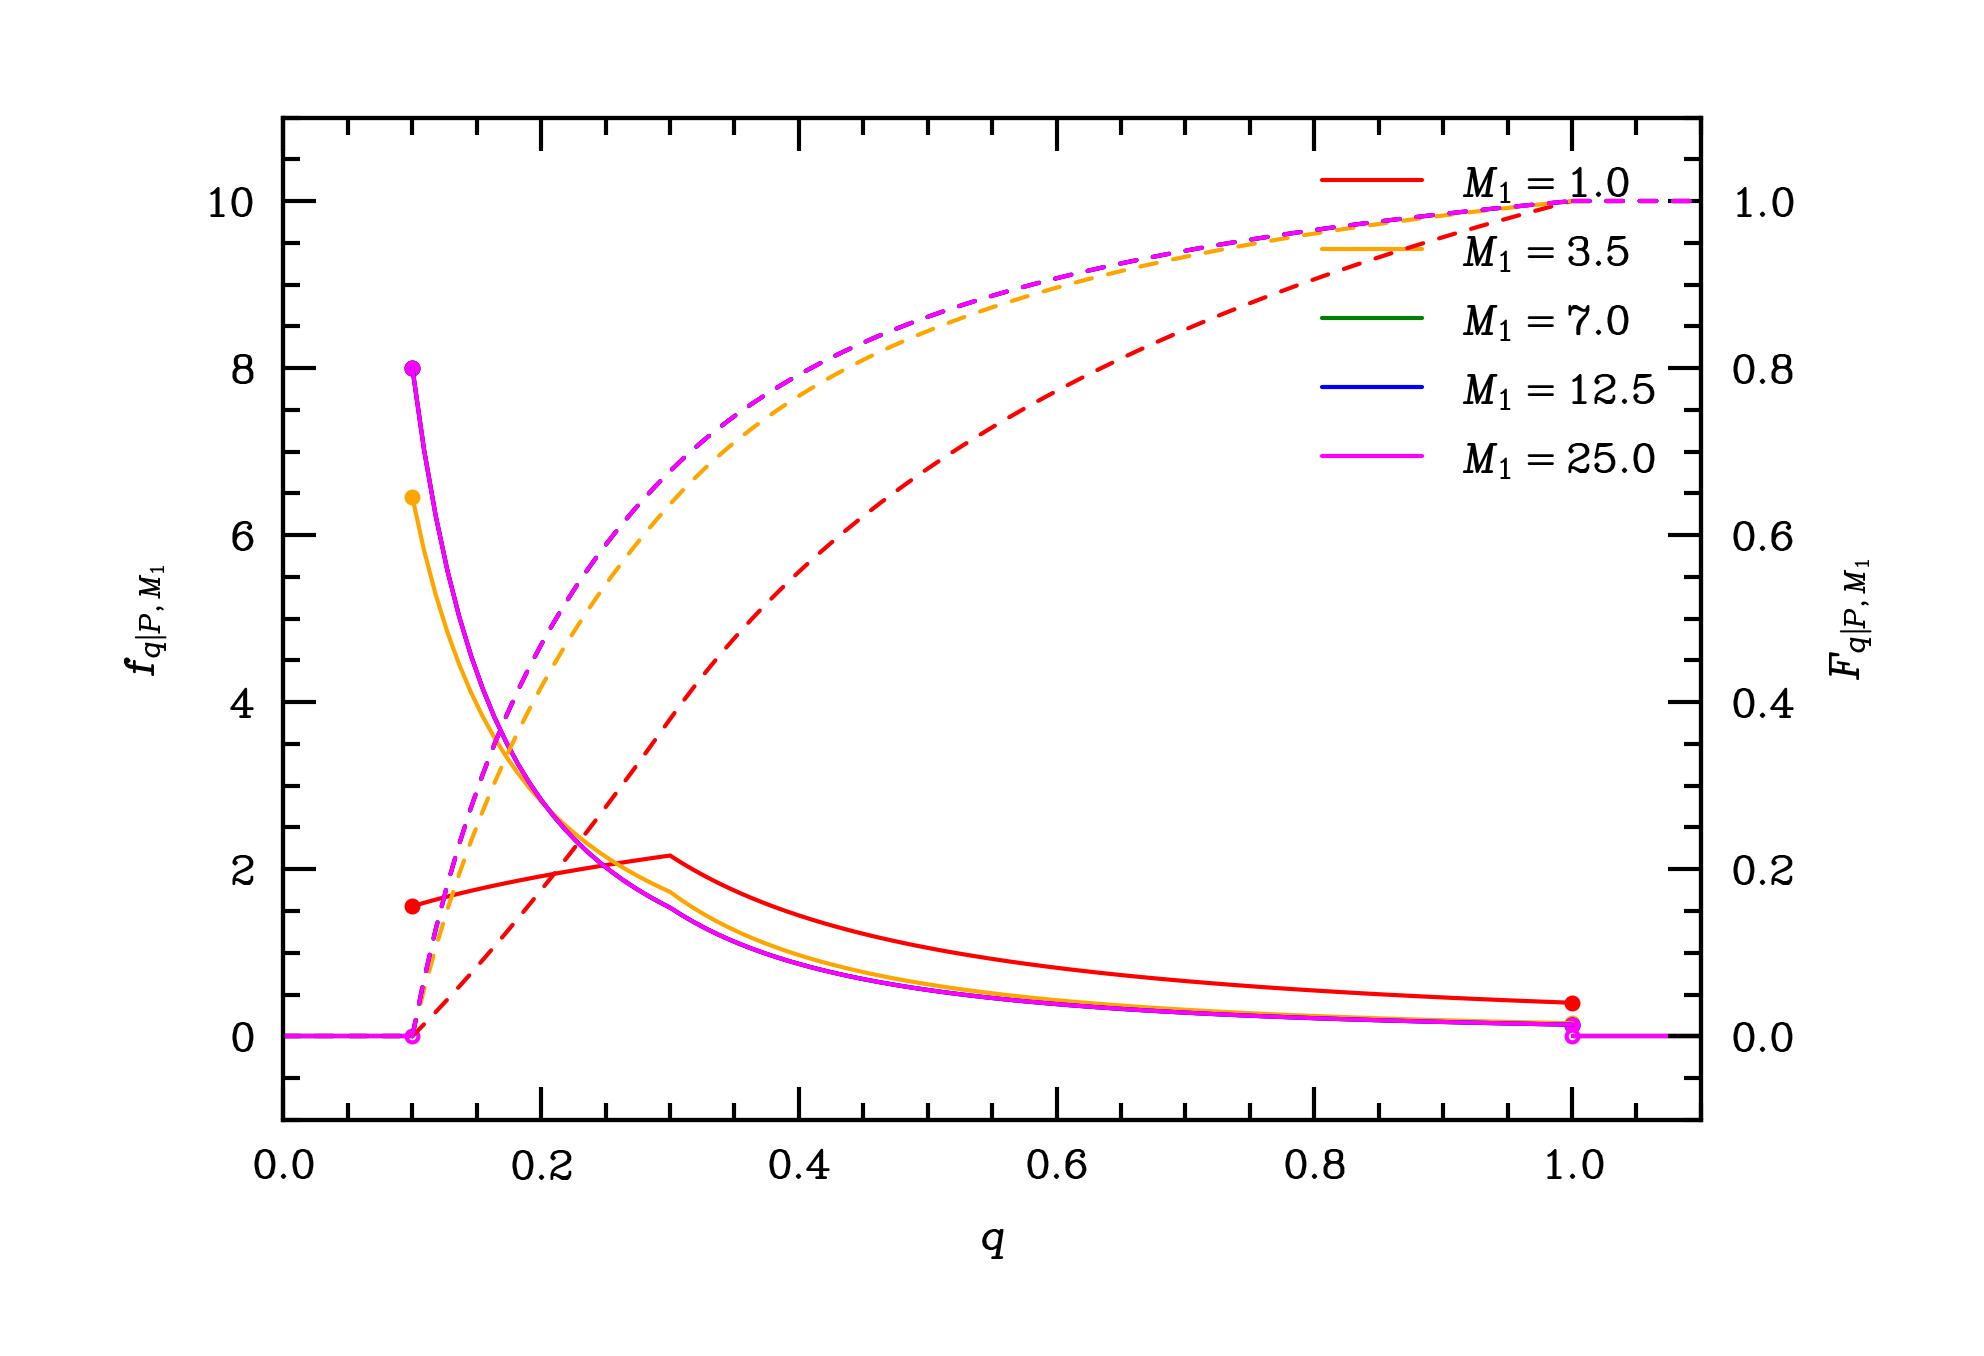 10
8
6
4
2
0
1.0
0.8
0.6
0.4
0.2
0.0
0.0 0.2 0.4 0.6 0.8 1.0
q
f_{q|P, M_1}
F_{q|P, M_1}
M_1 = 1.0
M_1 = 3.5
M_1 = 7.0
M_1 = 12.5
M_1 = 25.0